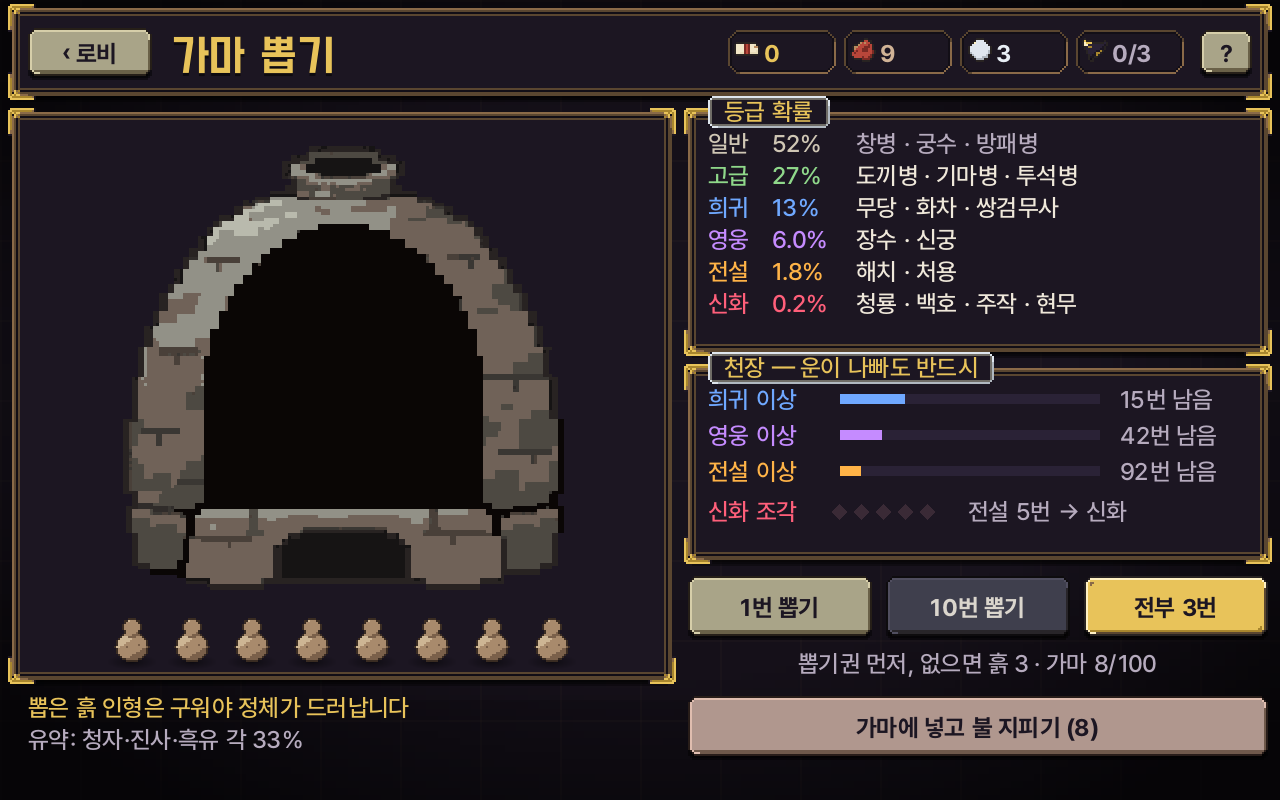 ‹ 로비
가마 뽑기
0
9
3
0/3
?
등급 확률
일반 52% 창병 · 궁수 · 방패병
고급 27% 도끼병 · 기마병 · 투석병
희귀 13% 무당 · 화차 · 쌍검무사
영웅 6.0% 장수 · 신궁
전설 1.8% 해치 · 처용
신화 0.2% 청룡 · 백호 · 주작 · 현무
천장 — 운이 나빠도 반드시
희귀 이상 15번 남음
영웅 이상 42번 남음
전설 이상 92번 남음
신화 조각 ◆◆◆◆◆ 전설 5번 → 신화
1번 뽑기
10번 뽑기
전부 3번
뽑기권 먼저, 없으면 흙 3 · 가마 8/100
가마에 넣고 불 지피기 (8)
뽑은 흙 인형은 구워야 정체가 드러납니다
유약: 청자·진사·흑유 각 33%